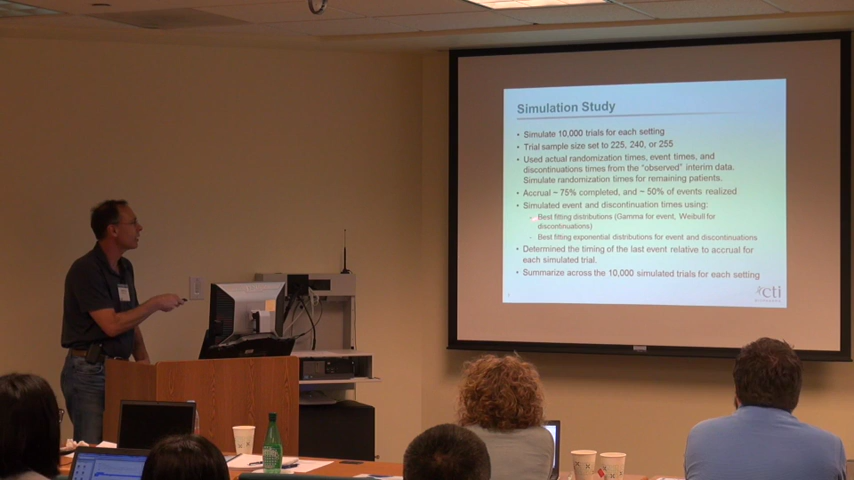 Simulation Study
• Simulate 10,000 trials for each setting
• Trial sample size set to 225, 240, or 255
• Used actual randomization times, event times, and
discontinuations times from the "observed" interim data.
Simulate randomization times for remaining patients.
• Accrual ~ 75% completed, and ~ 50% of events realized
• Simulated event and discontinuation times using:
- Best fitting distributions (Gamma for event, Weibull for
discontinuations)
- Best fitting exponential distributions for event and discontinuations
• Determined the timing of the last event relative to accrual for
each simulated trial.
• Summarize across the 10,000 simulated trials for each setting
cti